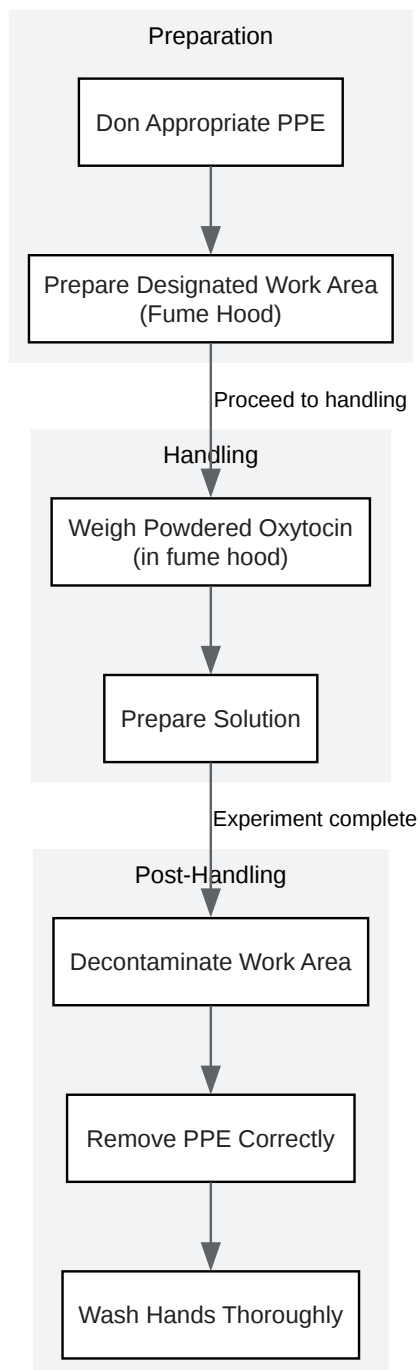 Preparation
Don Appropriate PPE
Prepare Designated Work Area
(Fume Hood)
Proceed to handling
Handling
Weigh Powdered Oxytocin
(in fume hood)
Prepare Solution
Experiment complete
Post-Handling
Decontaminate Work Area
Remove PPE Correctly
Wash Hands Thoroughly